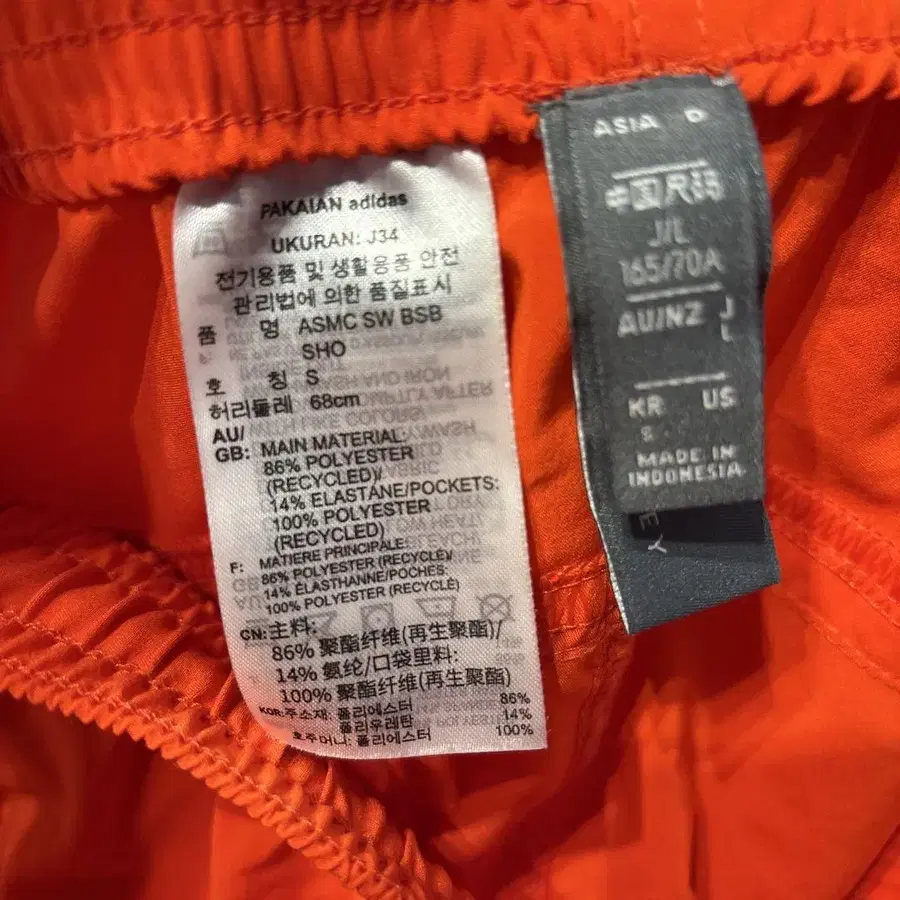 PAKAIAN adidas
UKURAN: J34
전기용품 및 생활용품 안전
관리법에 의한 품질표시
품 명 ASMC SW BSB
SHO
호 칭 S
허리둘레 68cm
AU/
GB: MAIN MATERIAL:
86% POLYESTER
(RECYCLED)/
14% ELASTANE/POCKETS:
100% POLYESTER
(RECYCLED)
F: MATIERE PRINCIPALE:
86% POLYESTER (RECYCLÉ)/
14% ÉLASTHANNE/POCHES:
100% POLYESTER (RECYCLÉ)
CN: 主料:
86% 聚酯纤维(再生聚酯)/
14% 氨纶/口袋里料:
100% 聚酯纤维(再生聚酯)
KOR: 주소재: 폴리에스터 86%
폴리우레탄 14%
호주머니: 폴리에스터 100%
ASIA D
中国尺码
J/L
165/70A
AU/NZ J
L
KR US
S
MADE IN
INDONESIA